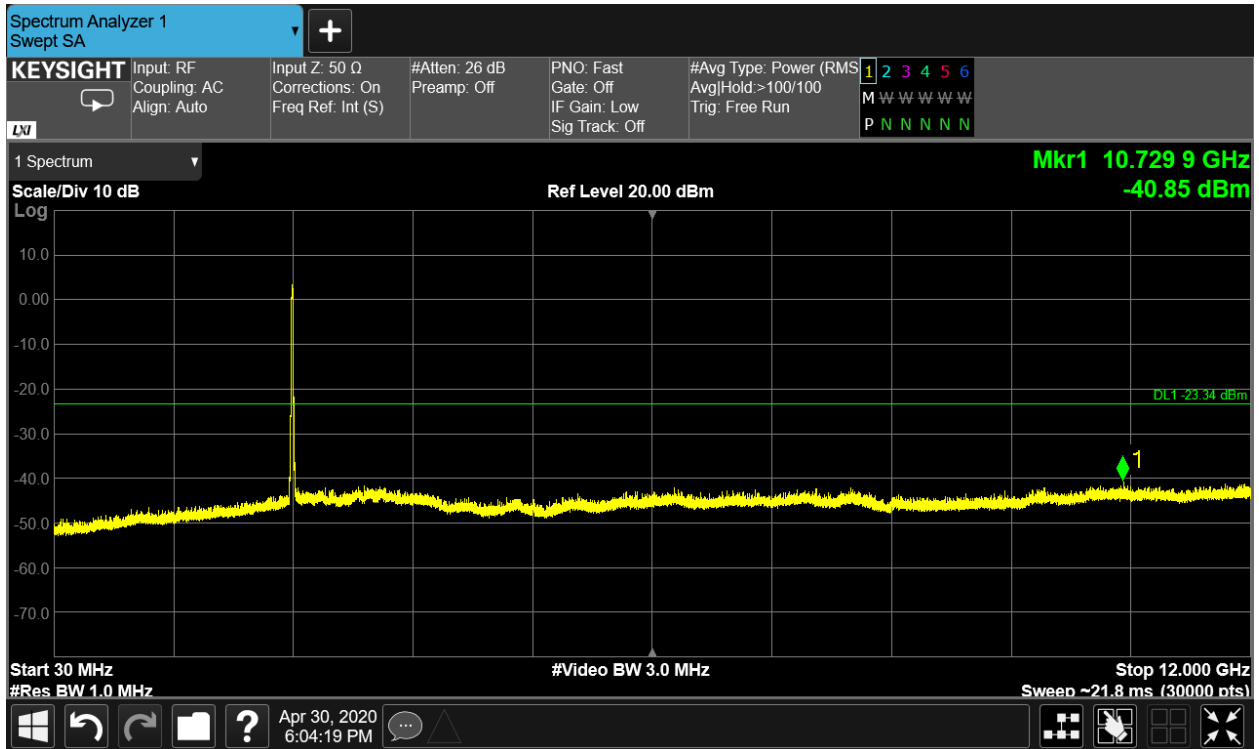 Spectrum Analyzer 1
Swept SA
+
KEYSIGHT
LXI
Input: RF
Coupling: AC
Align: Auto
Input Z: 50 Ω
Corrections: On
Freq Ref: Int (S)
#Atten: 26 dB
Preamp: Off
PNO: Fast
Gate: Off
IF Gain: Low
Sig Track: Off
#Avg Type: Power (RMS
Avg|Hold:>100/100
Trig: Free Run
1 2 3 4 5 6
M W W W W W
P N N N N N
1 Spectrum
Mkr1 10.729 9 GHz
-40.85 dBm
Scale/Div 10 dB
Ref Level 20.00 dBm
Log
10.0
0.00
-10.0
-20.0
DL1 -23.34 dBm
-30.0
-40.0
1
-50.0
-60.0
-70.0
Start 30 MHz
#Video BW 3.0 MHz
Stop 12.000 GHz
#Res BW 1.0 MHz
Sweep ~21.8 ms (30000 pts)
?
Apr 30, 2020
6:04:19 PM